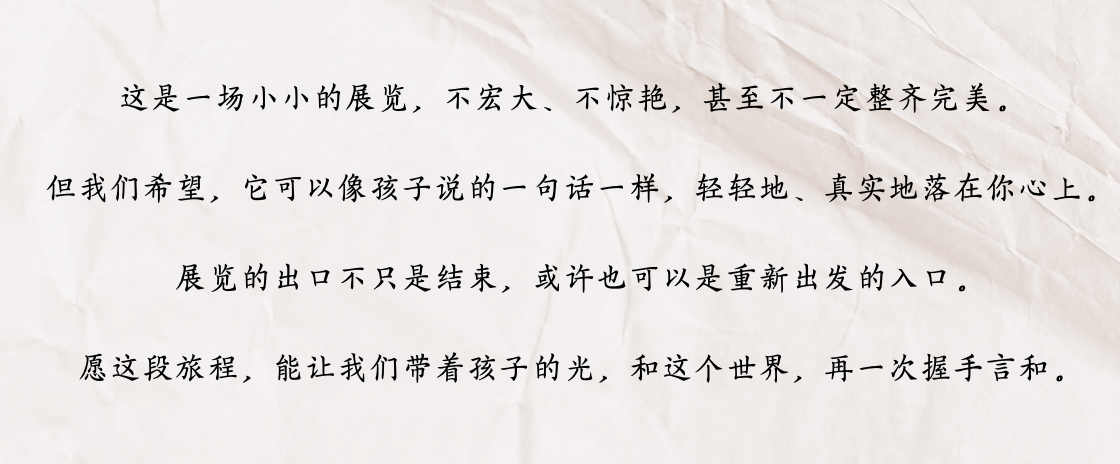 这是一场小小的展览，不宏大、不惊艳，甚至不一定整齐完美。
但我们希望，它可以像孩子说的一句话一样，轻轻地、真实地落在你心上。
展览的出口不只是结束，或许也可以是重新出发的入口。
愿这段旅程，能让我们带着孩子的光，和这个世界，再一次握手言和。